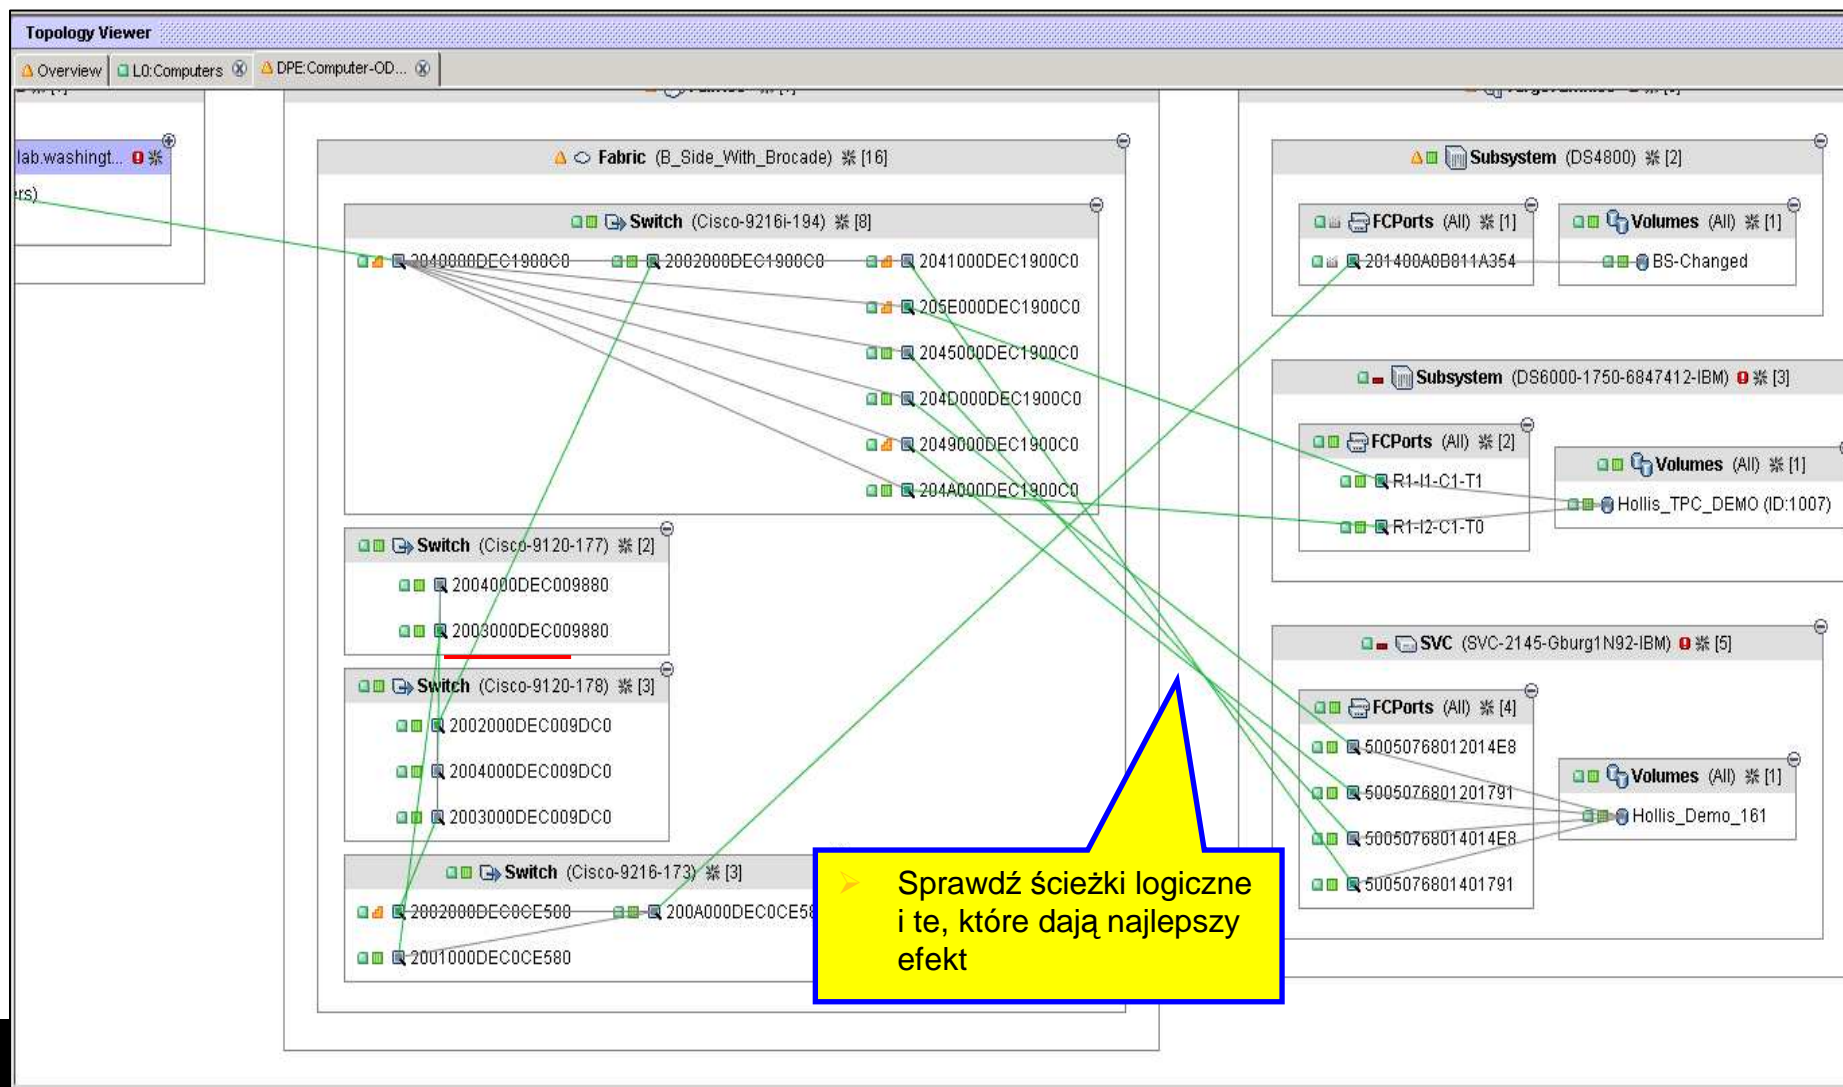 Topology Viewer
Overview
L0:Computers
DPE:Computer-OD...
lab.washingt...
Fabric (B_Side_With_Brocade) [16]
Switch (Cisco-9216i-194) [8]
2040000DEC1900C0
2002000DEC1900C0
2041000DEC1900C0
205E000DEC1900C0
2045000DEC1900C0
204D000DEC1900C0
2049000DEC1900C0
204A000DEC1900C0
Switch (Cisco-9120-177) [2]
2004000DEC009880
2003000DEC009880
Switch (Cisco-9120-178) [3]
2002000DEC009DC0
2004000DEC009DC0
2003000DEC009DC0
Switch (Cisco-9216-173) [3]
2002000DEC0CE580
200A000DEC0CE58
2001000DEC0CE580
Subsystem (DS4800) [2]
FCPorts (All) [1]
201400A0B811A354
Volumes (All) [1]
BS-Changed
Subsystem (DS6000-1750-6847412-IBM) [3]
FCPorts (All) [2]
R1-I1-C1-T1
R1-I2-C1-T0
Volumes (All) [1]
Hollis_TPC_DEMO (ID:1007)
SVC (SVC-2145-Gburg1N92-IBM) [5]
FCPorts (All) [4]
50050768012014E8
5005076801201791
50050768014014E8
5005076801401791
Volumes (All) [1]
Hollis_Demo_161
Sprawdź ścieżki logiczne
i te, które dają najlepszy
efekt